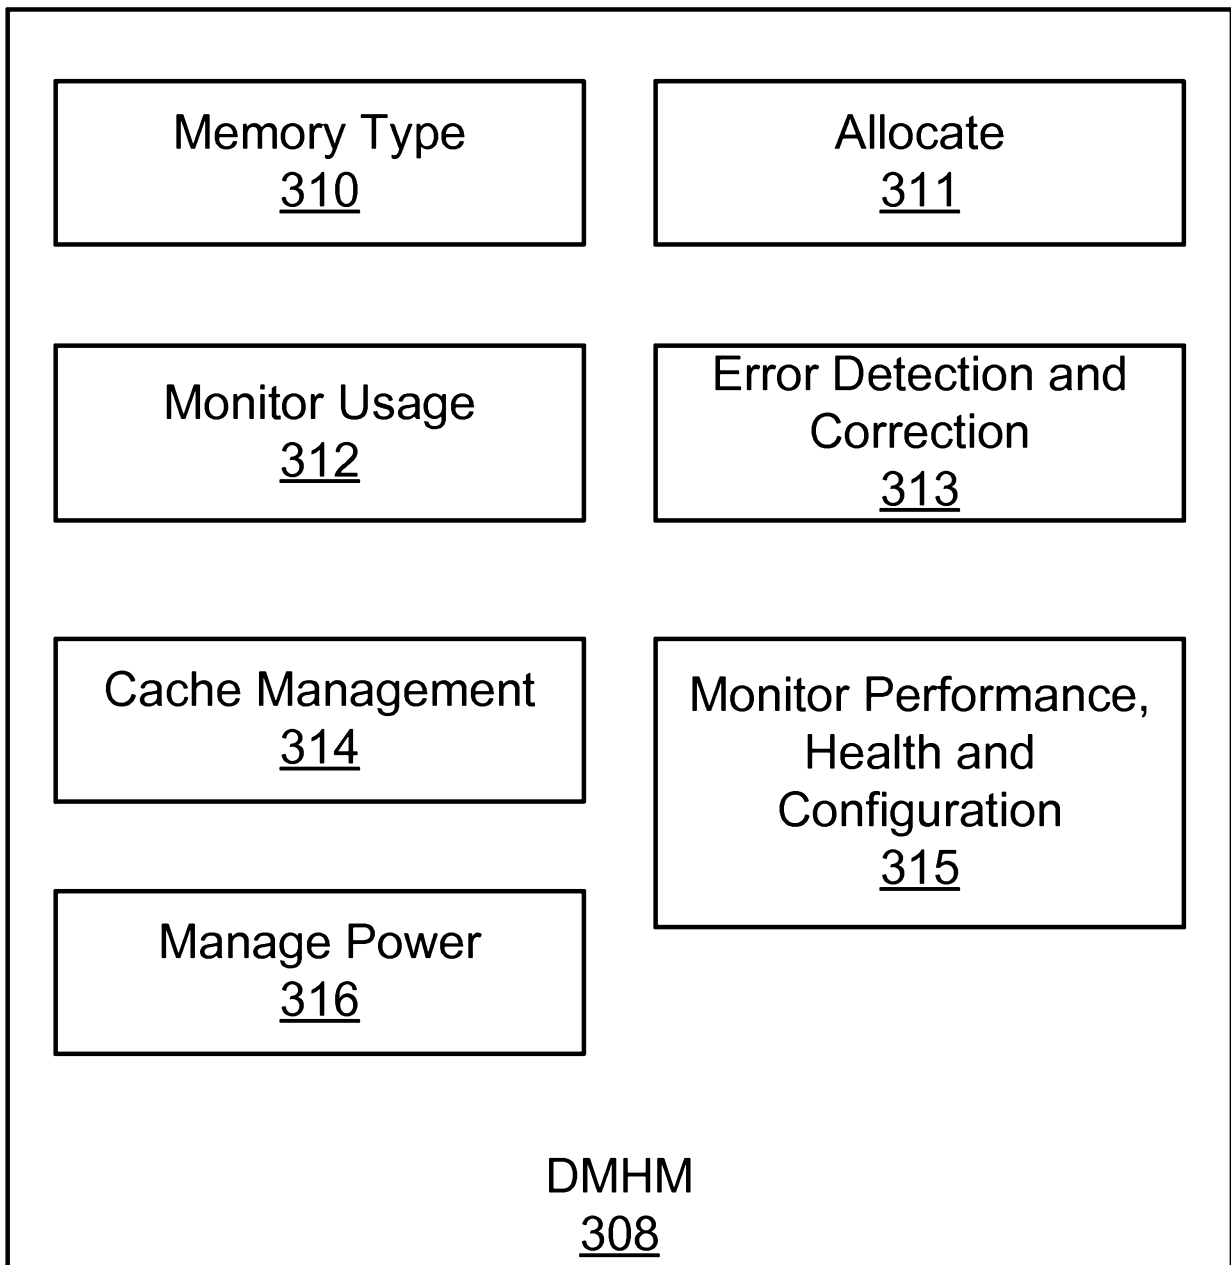 Memory Type
310
Allocate
311
Monitor Usage
312
Error Detection and
Correction
313
Cache Management
314
Monitor Performance,
Health and
Configuration
315
Manage Power
316
DMHM
308